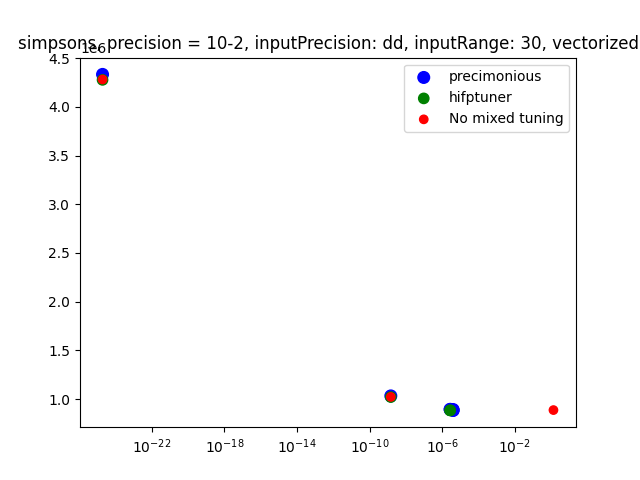 simpsons, precision = 10-2, inputPrecision: dd, inputRange: 30, vectorized
1e6
4.5
4.0
3.5
3.0
2.5
2.0
1.5
1.0
precimonious
hifptuner
No mixed tuning
10⁻²² 10⁻¹⁸ 10⁻¹⁴ 10⁻¹⁰ 10⁻⁶ 10⁻²